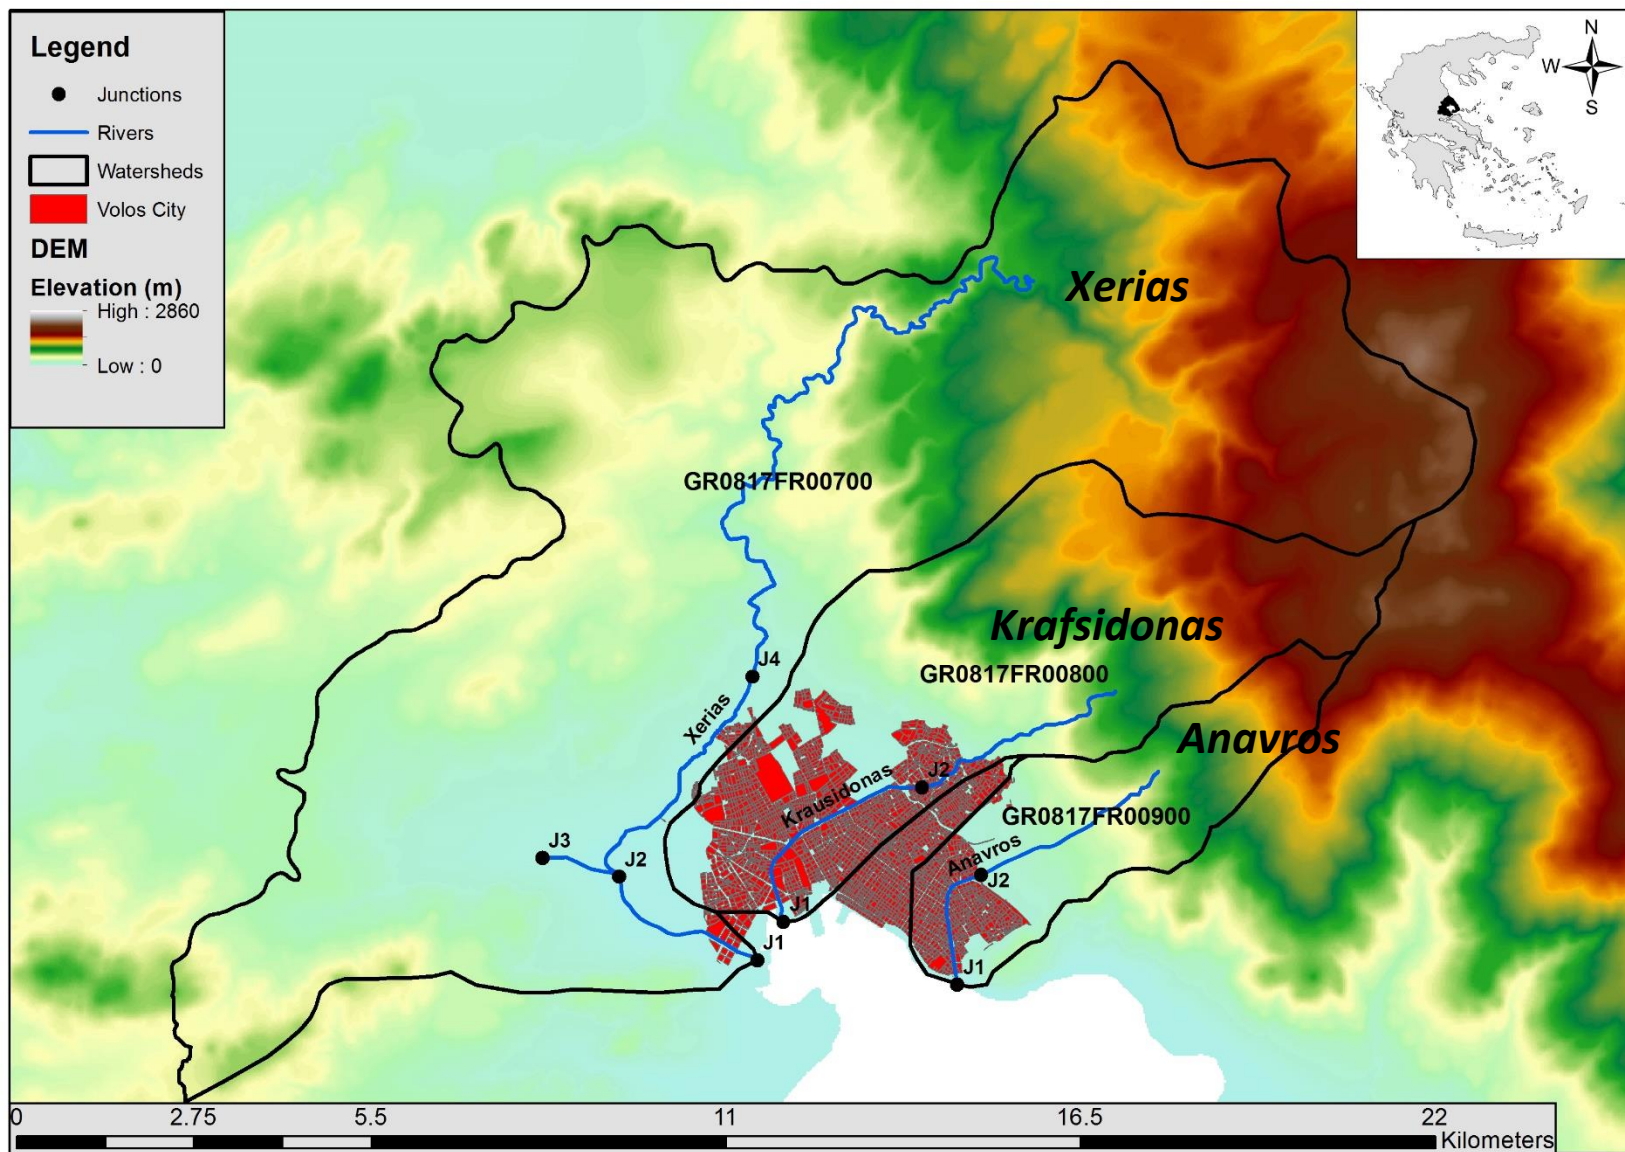 Legend
Junctions
Rivers
Watersheds
Volos City
DEM
Elevation (m)
High : 2860
Low : 0
N
W
E
S
Xerias
GR0817FR00700
Krafsidonas
GR0817FR00800
J4
Xerias
Anavros
J2
Krausidonas
GR0817FR00900
J3
J2
Anavros
J2
J1
J1
J1
0 2.75 5.5 11 16.5 22
Kilometers